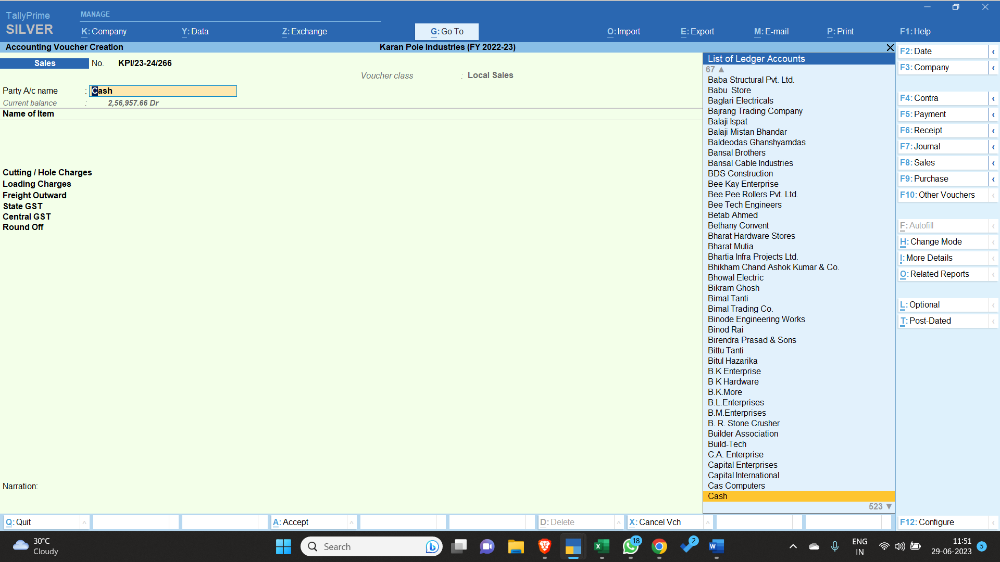 TallyPrime
SILVER
MANAGE
K: Company
Y: Data
Z: Exchange
G: Go To
O: Import
E: Export
M: E-mail
P: Print
F1: Help
Accounting Voucher Creation
Karan Pole Industries (FY 2022-23)
Sales No. KPI/23-24/266
Voucher class : Local Sales
Party A/c name : Cash
Current balance : 2,56,957.66 Dr
Name of Item
Cutting / Hole Charges
Loading Charges
Freight Outward
State GST
Central GST
Round Off
Narration:
List of Ledger Accounts
67 ▲
Baba Structural Pvt. Ltd.
Babu Store
Baglari Electricals
Bajrang Trading Company
Balaji Ispat
Balaji Mistan Bhandar
Baldeodas Ghanshyamdas
Bansal Brothers
Bansal Cable Industries
BDS Construction
Bee Kay Enterprise
Bee Pee Rollers Pvt. Ltd.
Bee Tech Engineers
Betab Ahmed
Bethany Convent
Bharat Hardware Stores
Bharat Mutia
Bhartia Infra Projects Ltd.
Bhikham Chand Ashok Kumar & Co.
Bhowal Electric
Bikram Ghosh
Bimal Tanti
Bimal Trading Co.
Binode Engineering Works
Binod Rai
Birendra Prasad & Sons
Bittu Tanti
Bitul Hazarika
B.K Enterprise
B K Hardware
B.K.More
B.L.Enterprises
B.M.Enterprises
B. R. Stone Crusher
Builder Association
Build-Tech
C.A. Enterprise
Capital Enterprises
Capital International
Cas Computers
Cash
523 ▼
F2: Date
F3: Company
F4: Contra
F5: Payment
F6: Receipt
F7: Journal
F8: Sales
F9: Purchase
F10: Other Vouchers
F: Autofill
H: Change Mode
I: More Details
O: Related Reports
L: Optional
T: Post-Dated
Q: Quit
A: Accept
D: Delete
X: Cancel Vch
F12: Configure
30°C
Cloudy
Search
18
2
ENG
IN
11:51
29-06-2023
5